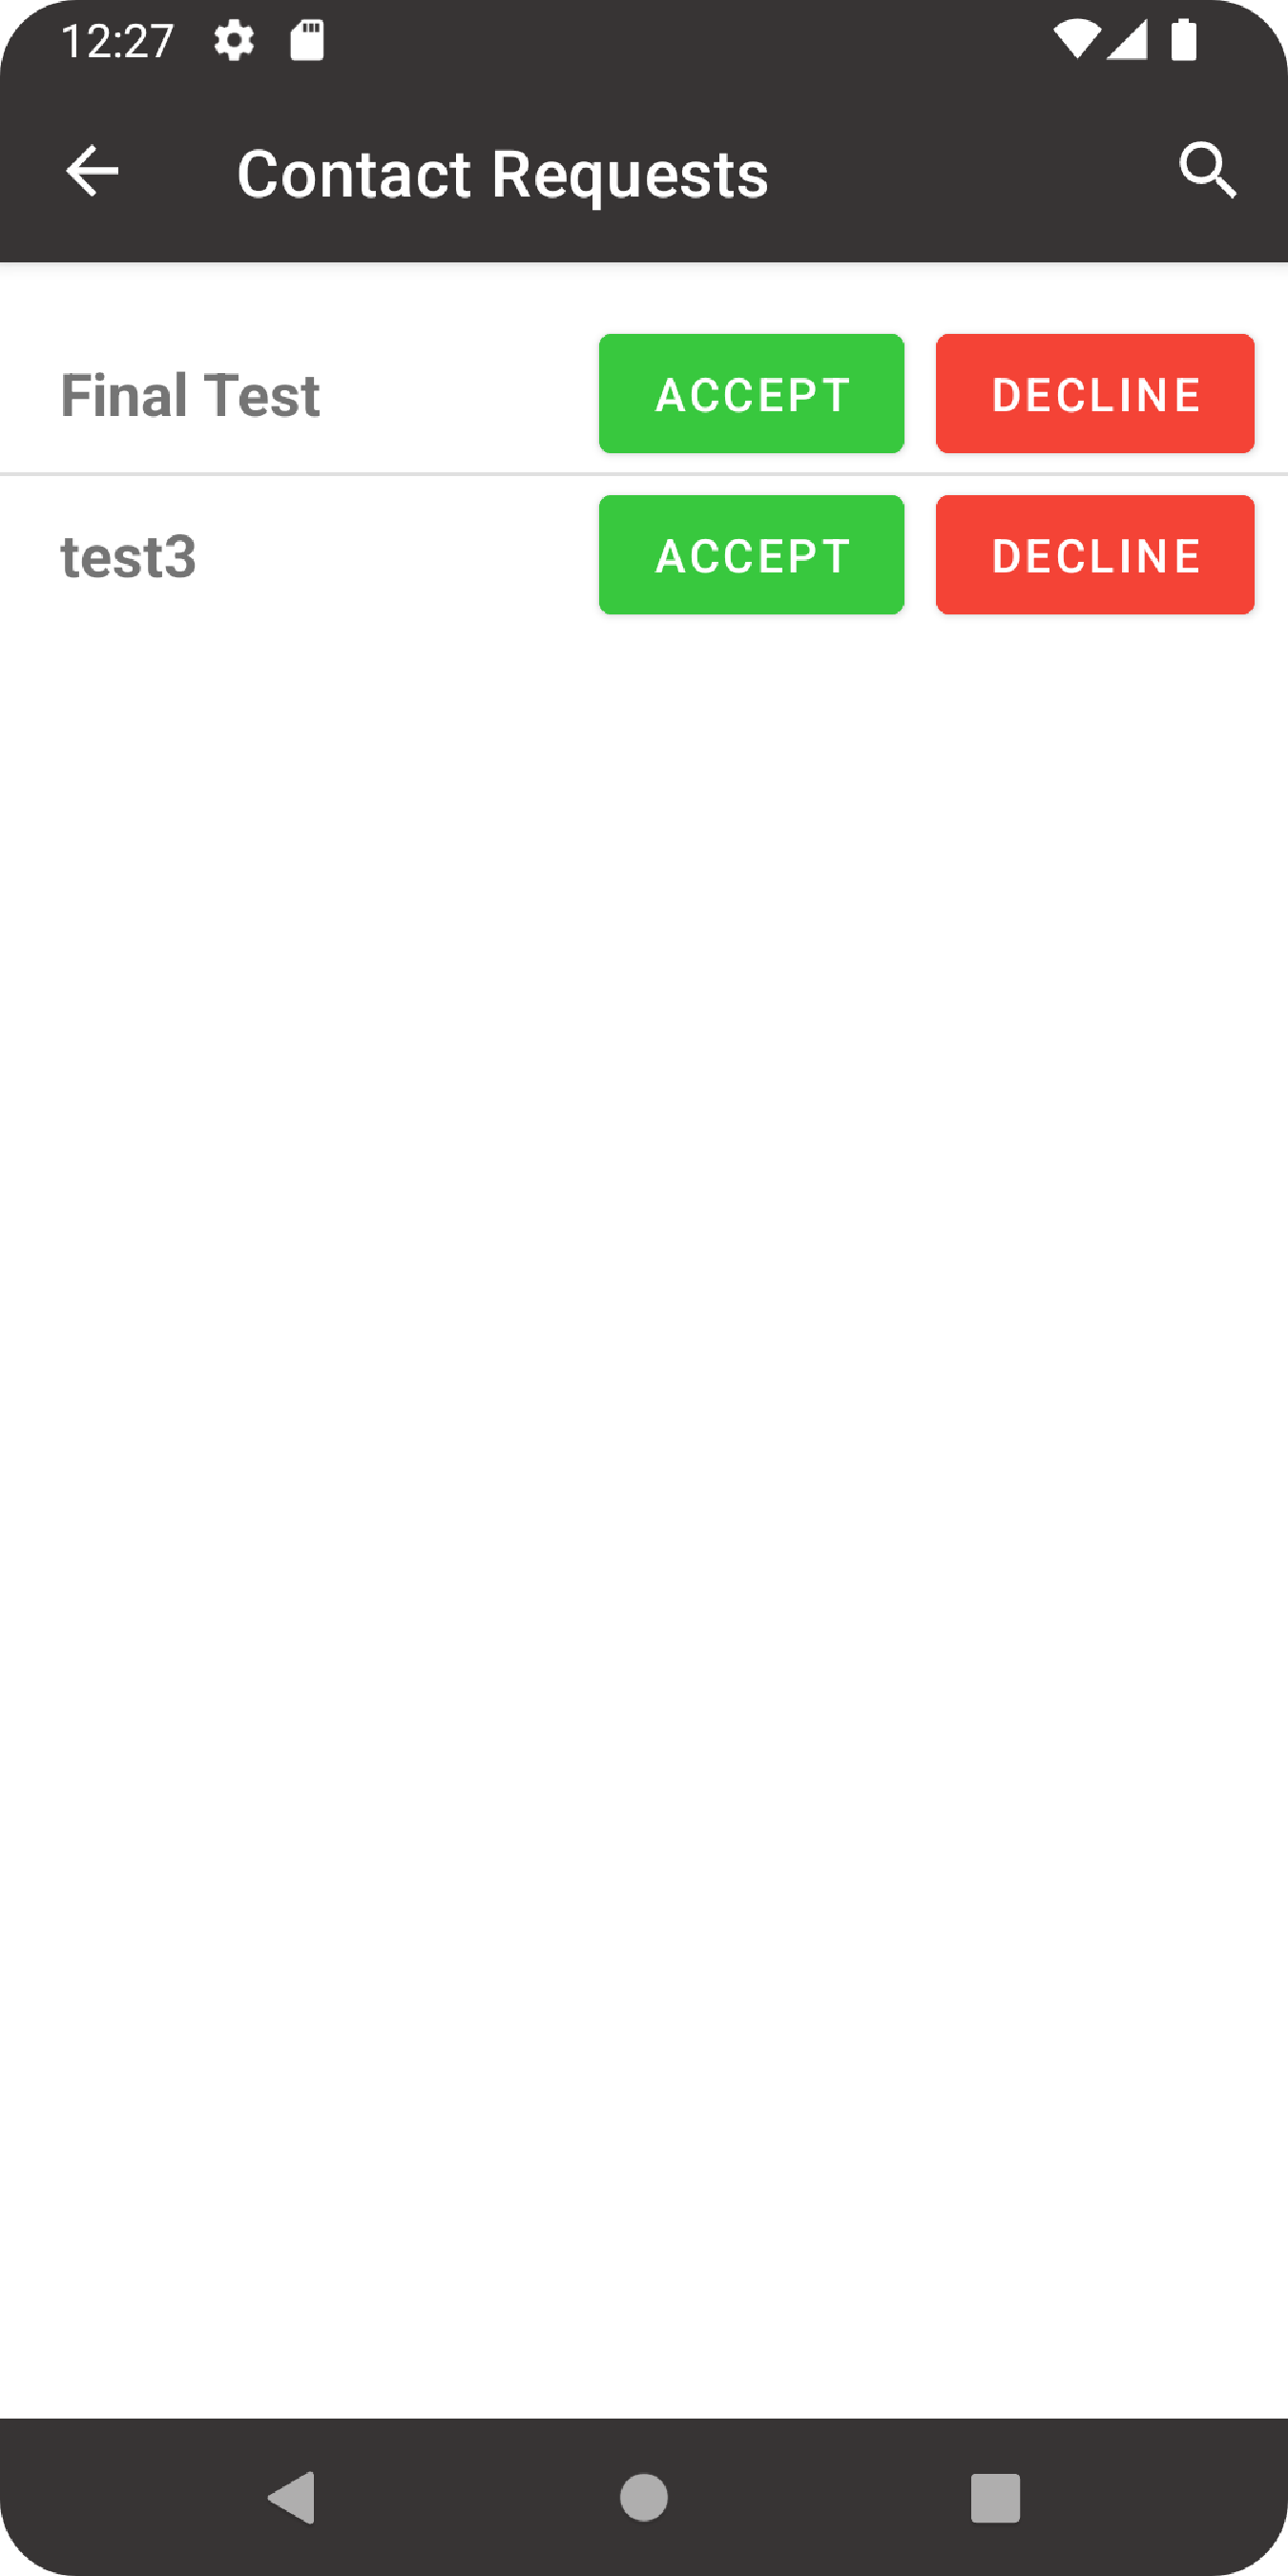 12:27
Contact Requests
Final Test ACCEPT DECLINE
test3 ACCEPT DECLINE